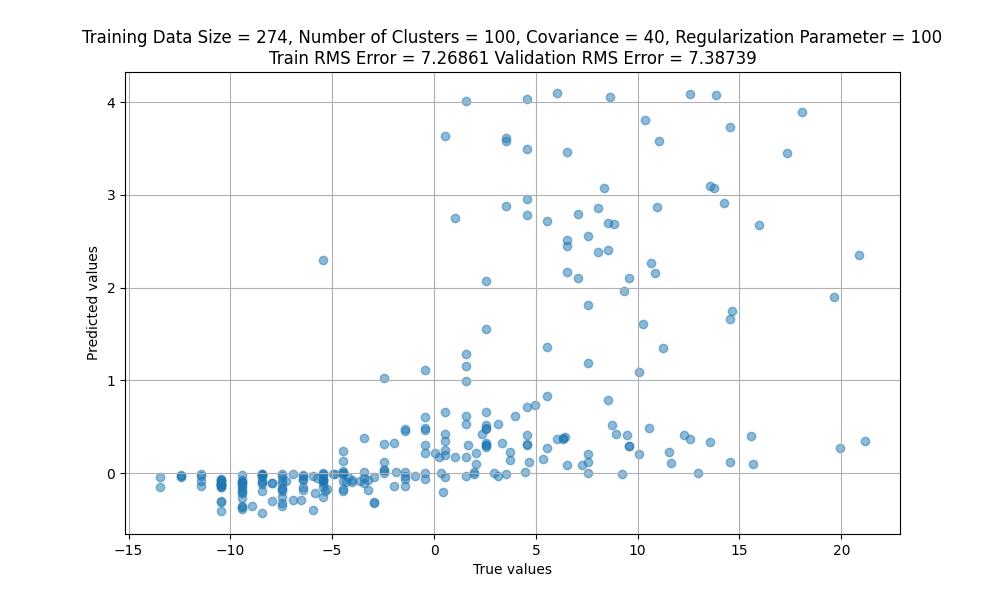 Training Data Size = 274, Number of Clusters = 100, Covariance = 40, Regularization Parameter = 100
Train RMS Error = 7.26861 Validation RMS Error = 7.38739
4
3
2
1
0
Predicted values
−15 −10 −5 0 5 10 15 20
True values